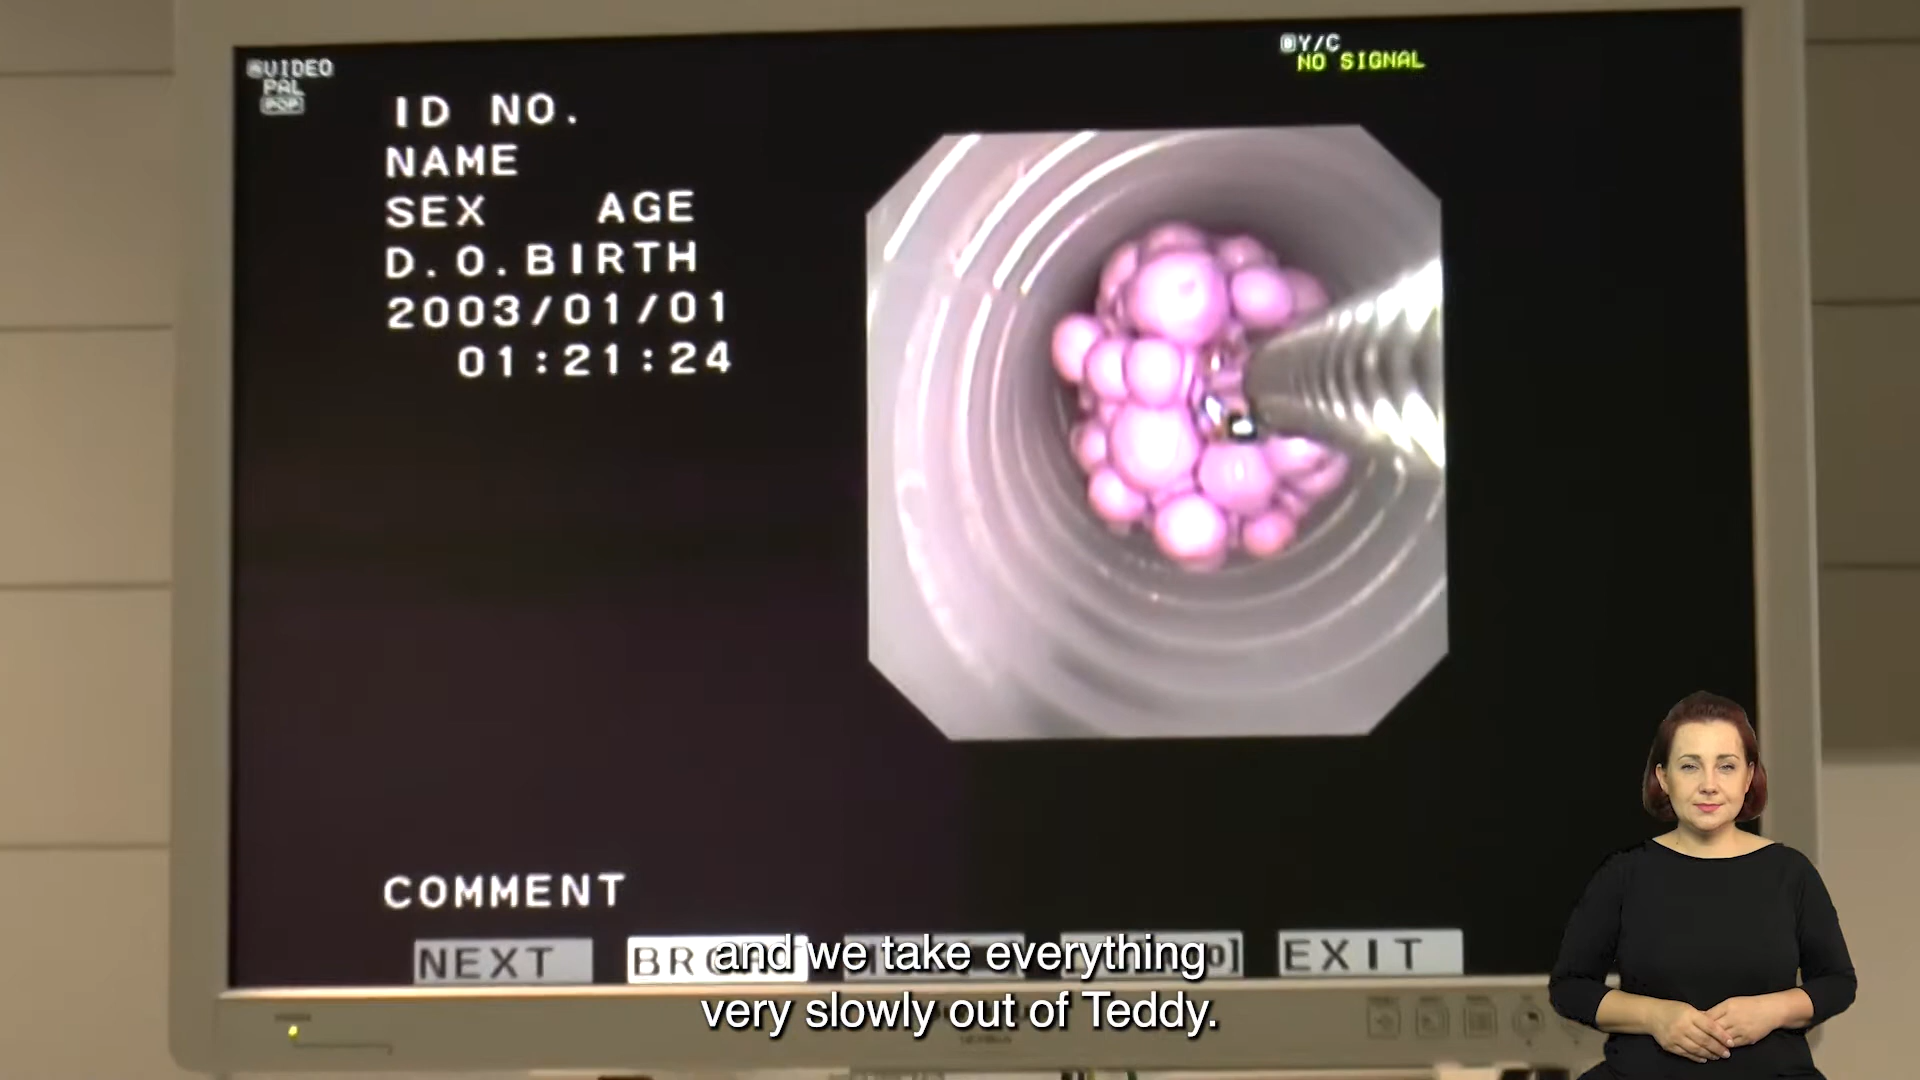 VIDEO
PAL
POP
Y/C
NO SIGNAL
ID NO.
NAME
SEX AGE
D.O.BIRTH
2003/01/01
01:21:24
COMMENT
NEXT
EXIT
and we take everything
very slowly out of Teddy.